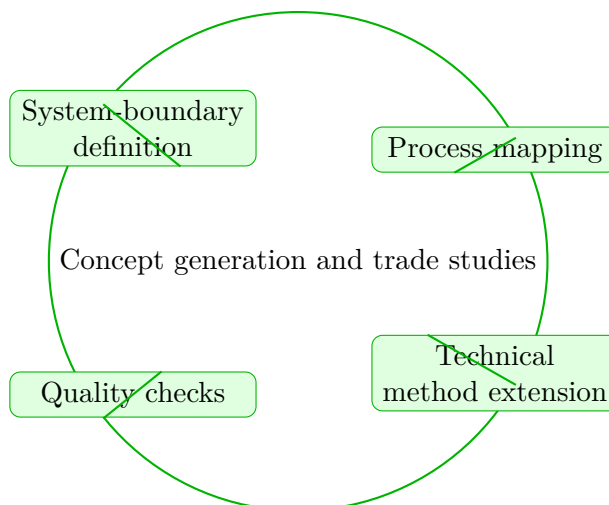 System-boundary
definition
Process mapping
Concept generation and trade studies
Technical
method extension
Quality checks